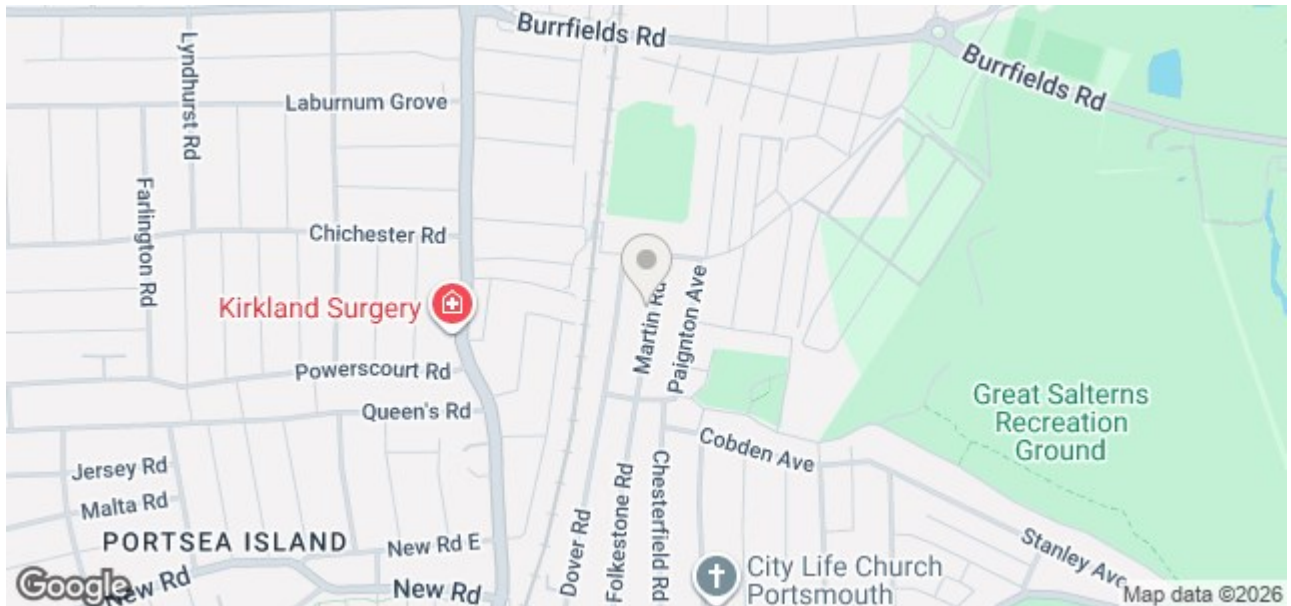 Burrfields Rd
Burrfields Rd
Lyndhurst Rd
Laburnum Grove
Farlington Rd
Chichester Rd
Kirkland Surgery
Martin Rd
Paignton Ave
Powerscourt Rd
Queen's Rd
Great Salterns
Recreation
Ground
Cobden Ave
Jersey Rd
Malta Rd
Chesterfield Rd
Folkestone Rd
Dover Rd
PORTSEA ISLAND
New Rd E
Stanley Ave
City Life Church
Portsmouth
New Rd
New Rd
Google
Map data ©2026